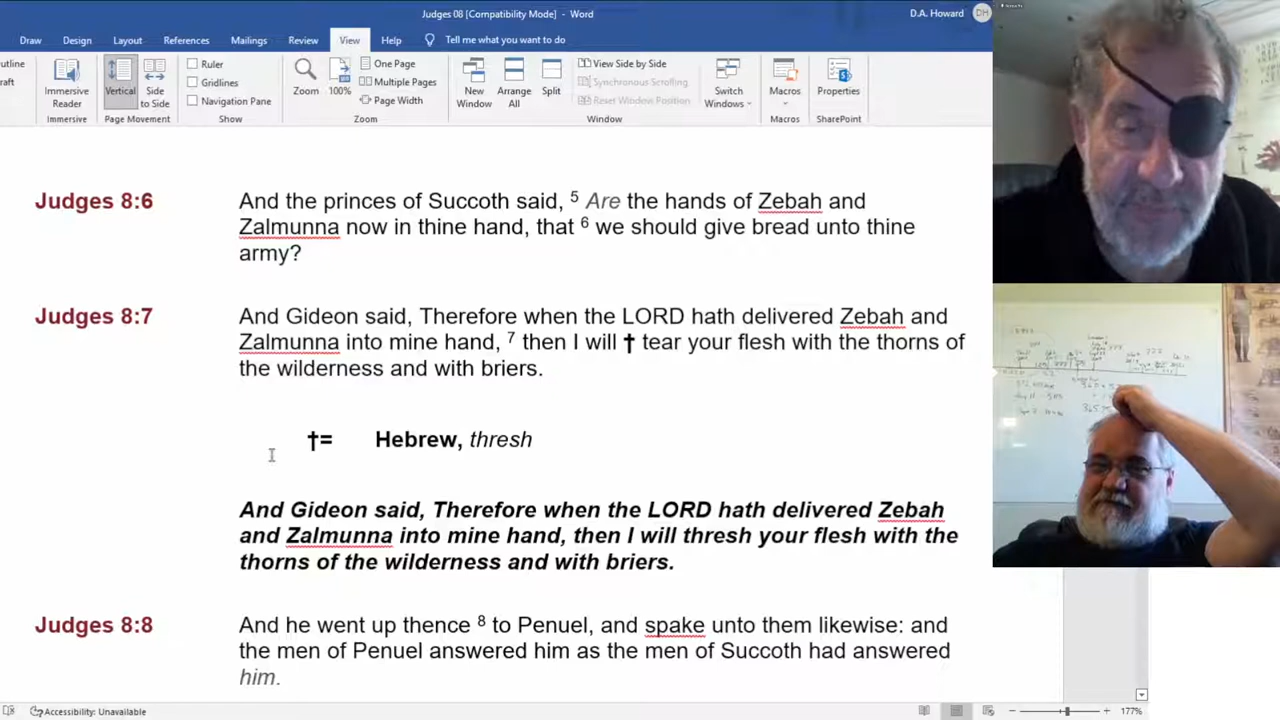 Judges 08 [Compatibility Mode] - Word
D.A. Howard
DH
Draw Design Layout References Mailings Review View Help Tell me what you want to do
utline
raft
Immersive Reader
Immersive
Vertical
Side to Side
Page Movement
Ruler
Gridlines
Navigation Pane
Show
Zoom
100%
One Page
Multiple Pages
Page Width
Zoom
New Window
Arrange All
Split
View Side by Side
Synchronous Scrolling
Reset Window Position
Switch Windows
Window
Macros
Macros
Properties
SharePoint
Judges 8:6 And the princes of Succoth said, 5 Are the hands of Zebah and
Zalmunna now in thine hand, that 6 we should give bread unto thine
army?
Judges 8:7 And Gideon said, Therefore when the LORD hath delivered Zebah and
Zalmunna into mine hand, 7 then I will † tear your flesh with the thorns of
the wilderness and with briers.
†= Hebrew, thresh
And Gideon said, Therefore when the LORD hath delivered Zebah
and Zalmunna into mine hand, then I will thresh your flesh with the
thorns of the wilderness and with briers.
Judges 8:8 And he went up thence 8 to Penuel, and spake unto them likewise: and
the men of Penuel answered him as the men of Succoth had answered
him.
Accessibility: Unavailable
177%